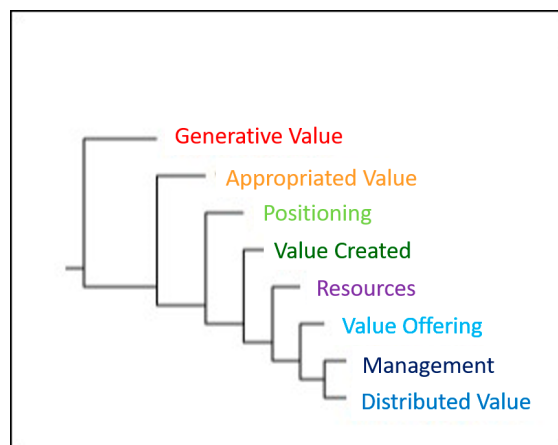 Generative Value
Appropriated Value
Positioning
Value Created
Resources
Value Offering
Management
Distributed Value